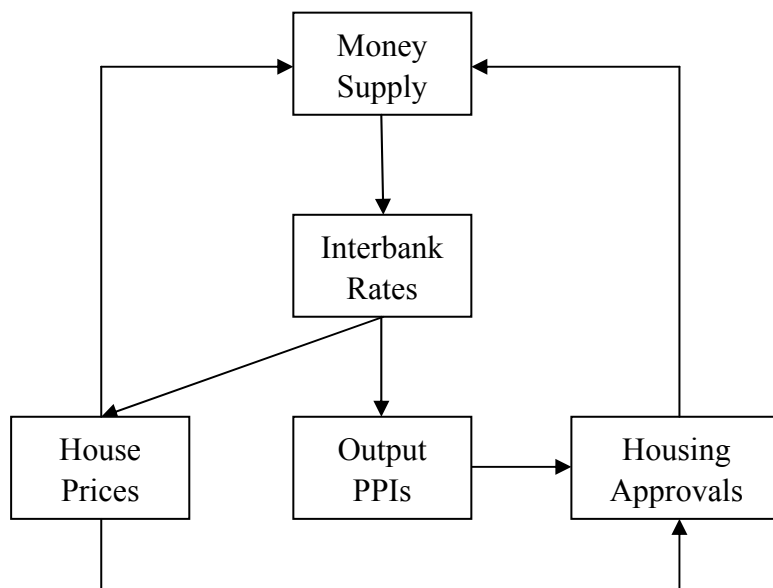 Money
Supply
Interbank
Rates
House
Prices
Output
PPIs
Housing
Approvals